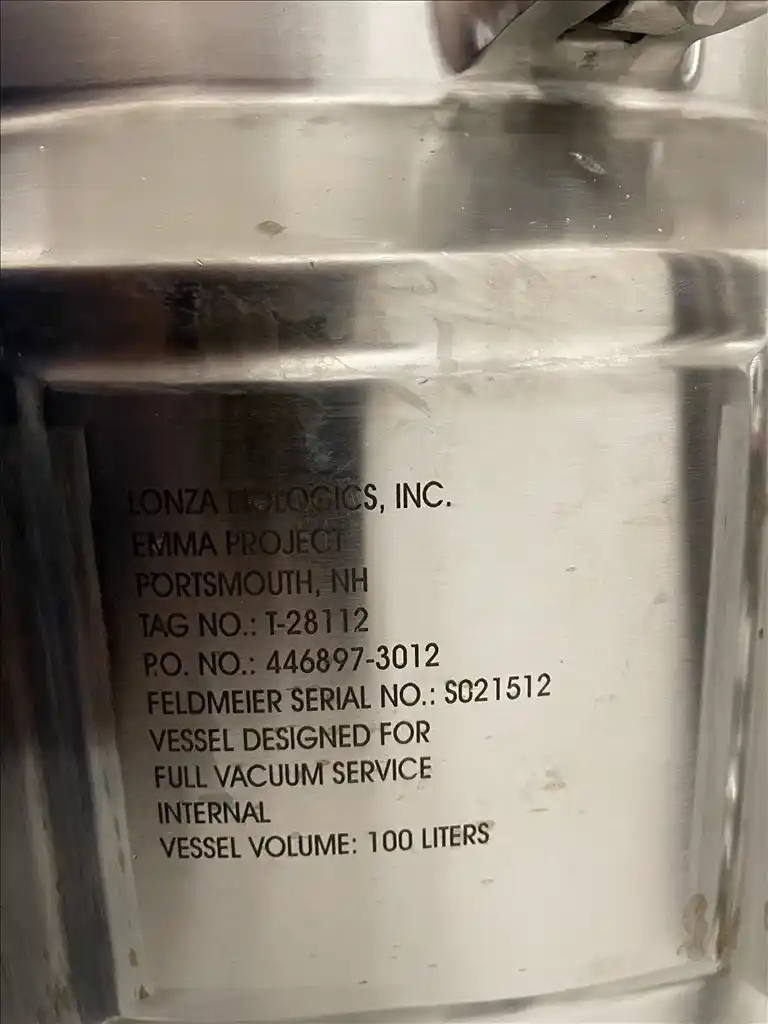 LONZA BIOLOGICS, INC.
EMMA PROJECT
PORTSMOUTH, NH
TAG NO.: T-28112
P.O. NO.: 446897-3012
FELDMEIER SERIAL NO.: S021512
VESSEL DESIGNED FOR
FULL VACUUM SERVICE
INTERNAL
VESSEL VOLUME: 100 LITERS